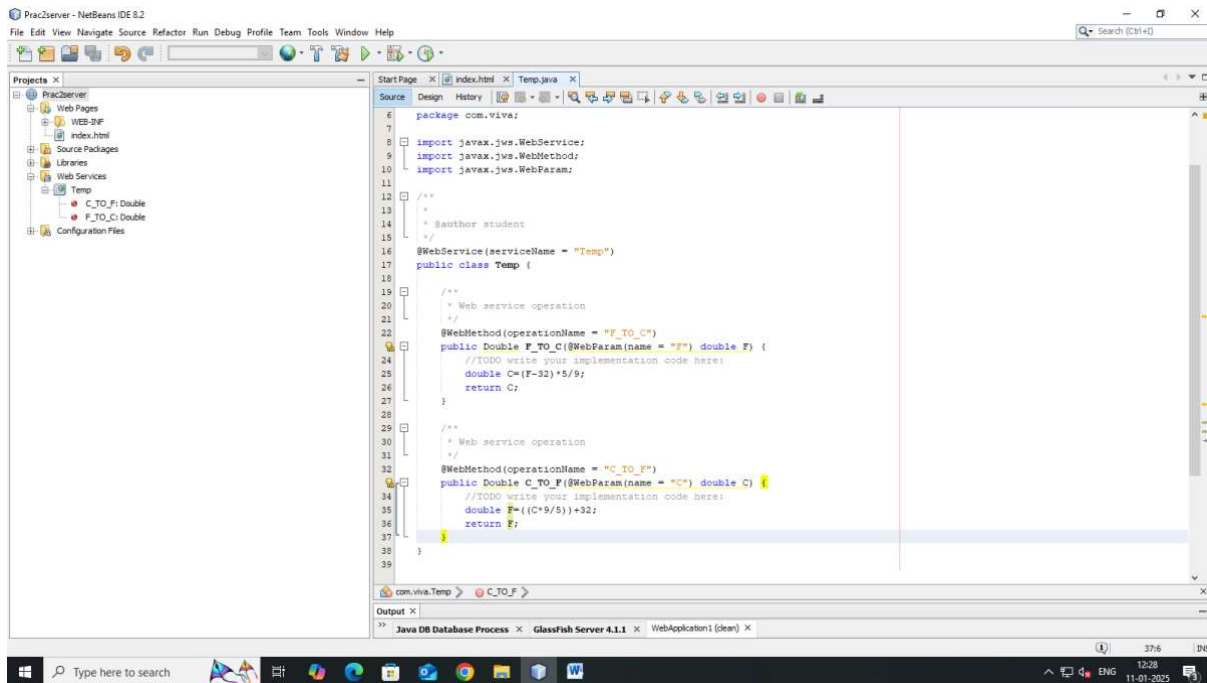 Prac2server - NetBeans IDE 8.2
File Edit View Navigate Source Refactor Run Debug Profile Team Tools Window Help
Search (Ctrl+I)
Projects
Prac2server
Web Pages
WEB-INF
index.html
Source Packages
Libraries
Web Services
Temp
C_TO_F: Double
F_TO_C: Double
Configuration Files
Start Page index.html Temp.java
Source Design History
6 package com.viva;
7
8 import javax.jws.WebService;
9 import javax.jws.WebMethod;
10 import javax.jws.WebParam;
11
12 /**
13 *
14 * @author student
15 */
16 @WebService(serviceName = "Temp")
17 public class Temp {
18
19 /**
20 * Web service operation
21 */
22 @WebMethod(operationName = "F_TO_C")
public Double F_TO_C(@WebParam(name = "F") double F) {
24 //TODO write your implementation code here:
25 double C=(F-32)*5/9;
26 return C;
27 }
28
29 /**
30 * Web service operation
31 */
32 @WebMethod(operationName = "C_TO_F")
public Double C_TO_F(@WebParam(name = "C") double C) {
34 //TODO write your implementation code here:
35 double F=((C*9/5))+32;
36 return F;
37 }
38 }
39
com.viva.Temp C_TO_F
Output
Java DB Database Process GlassFish Server 4.1.1 WebApplication1 (clean)
1 37:6 INS
Type here to search
ENG
12:28
11-01-2025